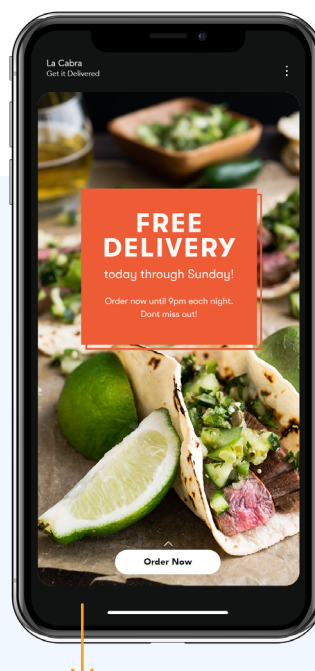 La Cabra
Get it Delivered
FREE
DELIVERY
today through Sunday!
Order now until 9pm each night.
Dont miss out!
Order Now